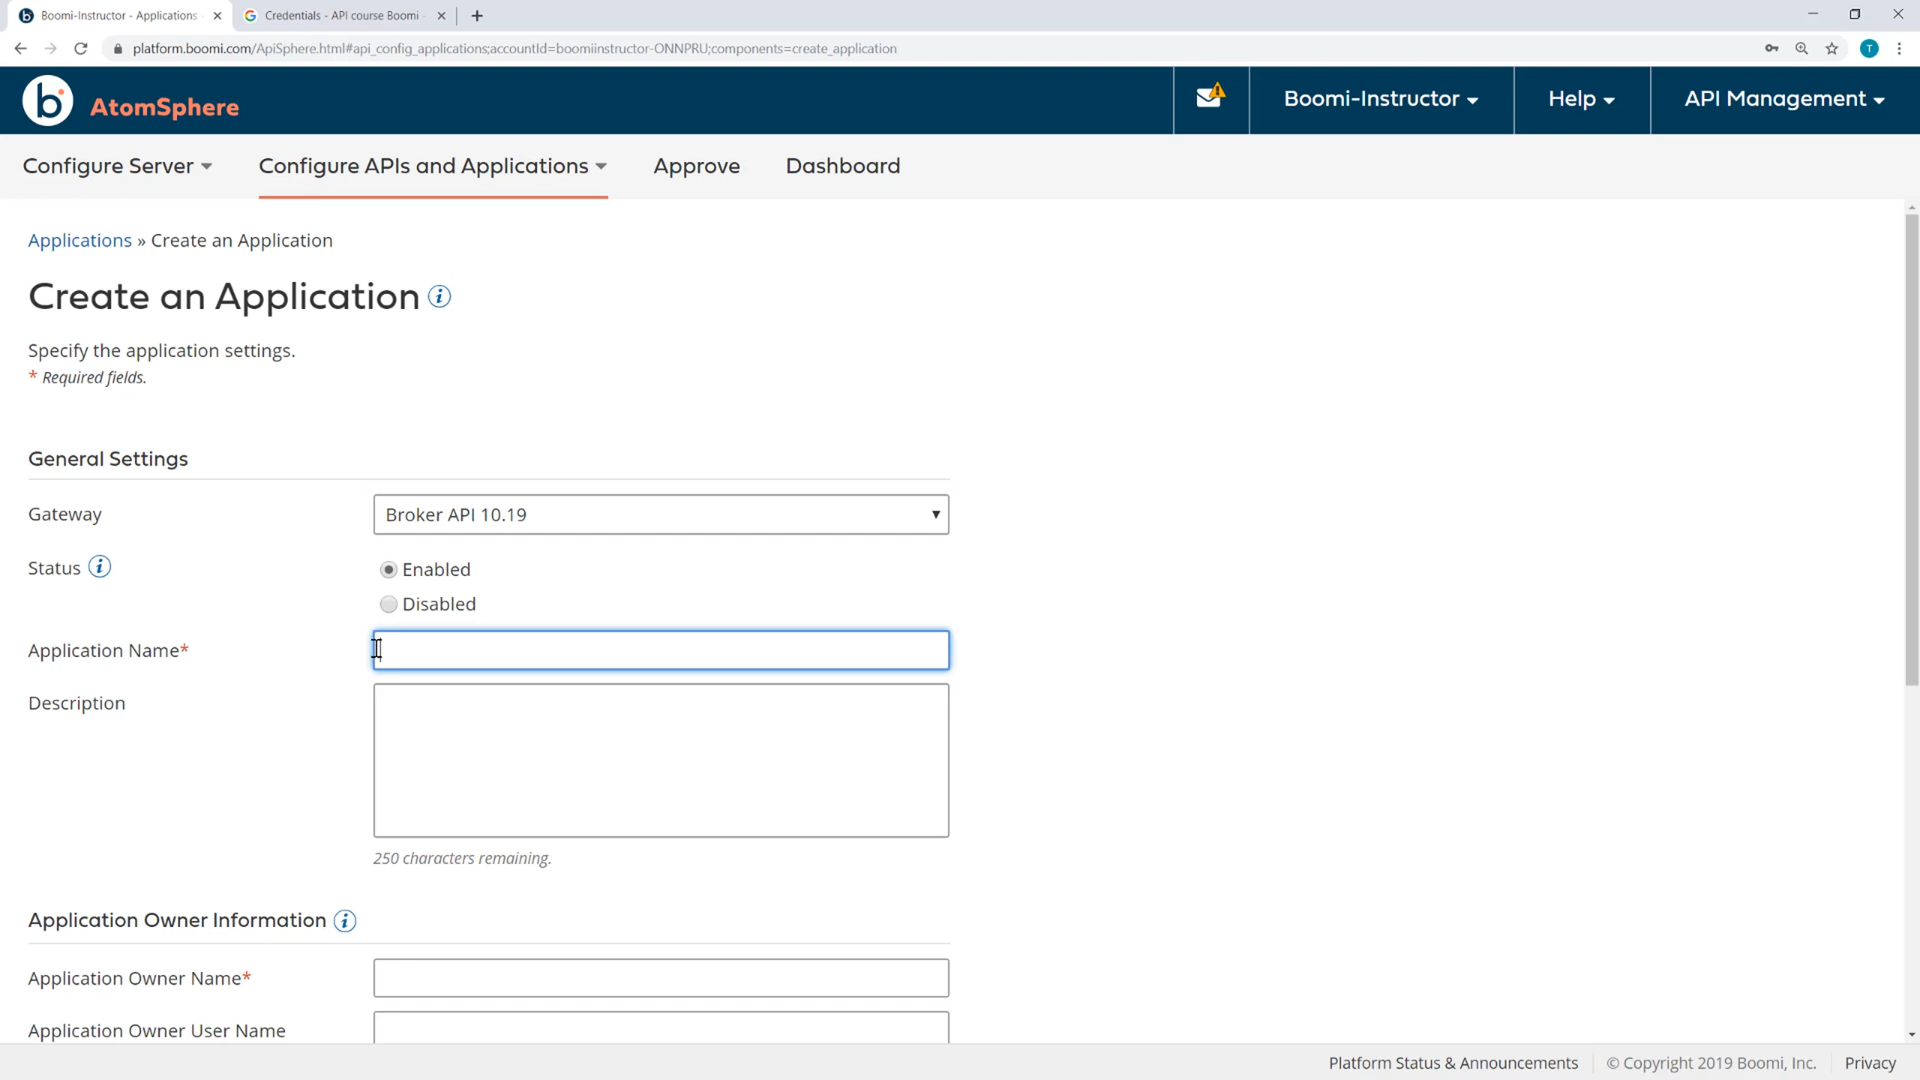 Boomi-Instructor - Applications
Credentials - API course Boomi
platform.boomi.com/ApiSphere.html#api_config_applications;accountId=boomiinstructor-ONNPRU;components=create_application
T
b AtomSphere
Boomi-Instructor
Help
API Management
Configure Server
Configure APIs and Applications
Approve
Dashboard
Applications » Create an Application
Create an Application i
Specify the application settings.
* Required fields.
General Settings
Gateway
Broker API 10.19
Status i
Enabled
Disabled
Application Name*
Description
250 characters remaining.
Application Owner Information i
Application Owner Name*
Application Owner User Name
Platform Status & Announcements
© Copyright 2019 Boomi, Inc.
Privacy